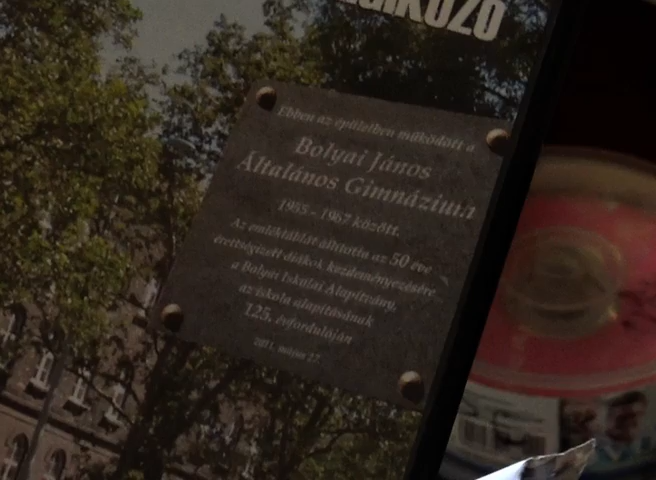 Ebben az épületben működött a
Bolyai János
Általános Gimnázium
1955 - 1967 között.
Az emléktáblát állíttatta az 50 éve
érettségizett diákok kezdeményezésére
a Bolyai Iskolai Alapítvány,
az iskola alapításának
125. évfordulóján
2011. május 27.